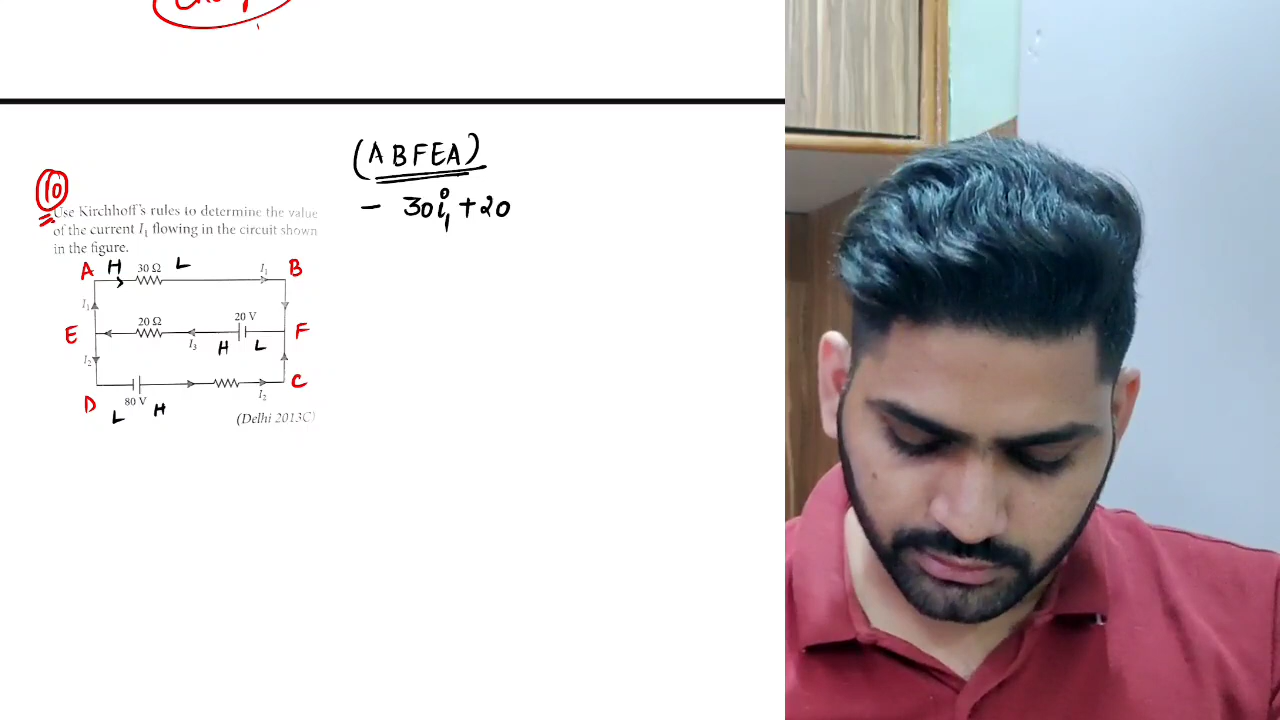 (ABFEA)
- 30i₁ + 20
10
Use Kirchhoff's rules to determine the value
of the current I₁ flowing in the circuit shown
in the figure.
A H 30 Ω L I₁ B
I₁
E 20 Ω I₃ H 20 V L F
I₂
D L 80 V H I₂ C
(Delhi 2013C)